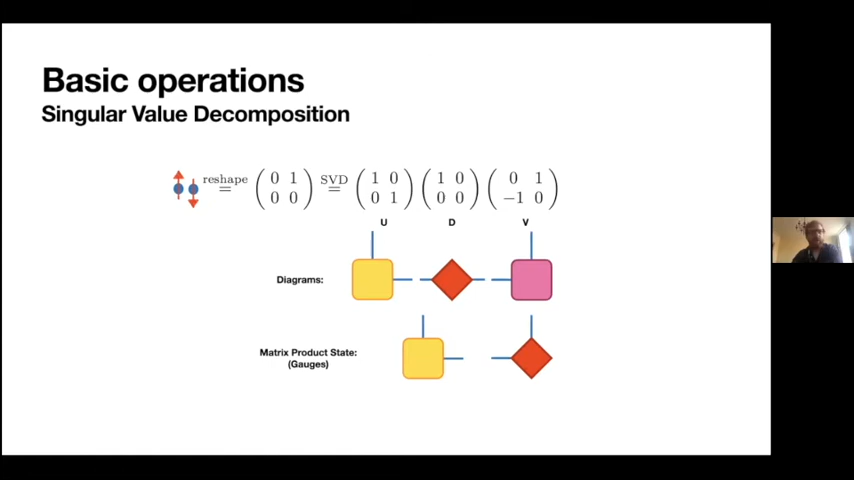 Basic operations
Singular Value Decomposition
reshape = ( 0 1 0 0 ) SVD = ( 1 0 0 1 ) ( 1 0 0 0 ) ( 0 1 −1 0 )
U D V
Diagrams:
Matrix Product State:
(Gauges)